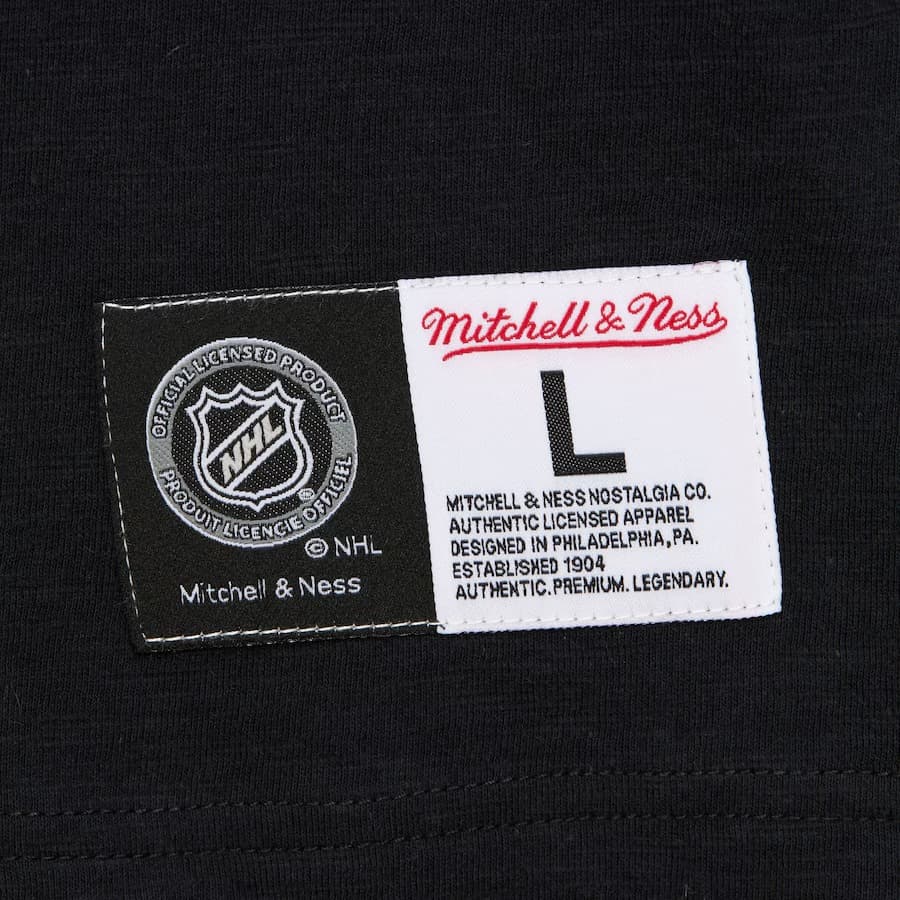 OFFICIAL LICENSED PRODUCT
NHL
PRODUIT LICENCIE OFFICIEL
© NHL
Mitchell & Ness
Mitchell & Ness
L
MITCHELL & NESS NOSTALGIA CO.
AUTHENTIC LICENSED APPAREL
DESIGNED IN PHILADELPHIA, PA.
ESTABLISHED 1904
AUTHENTIC. PREMIUM. LEGENDARY.